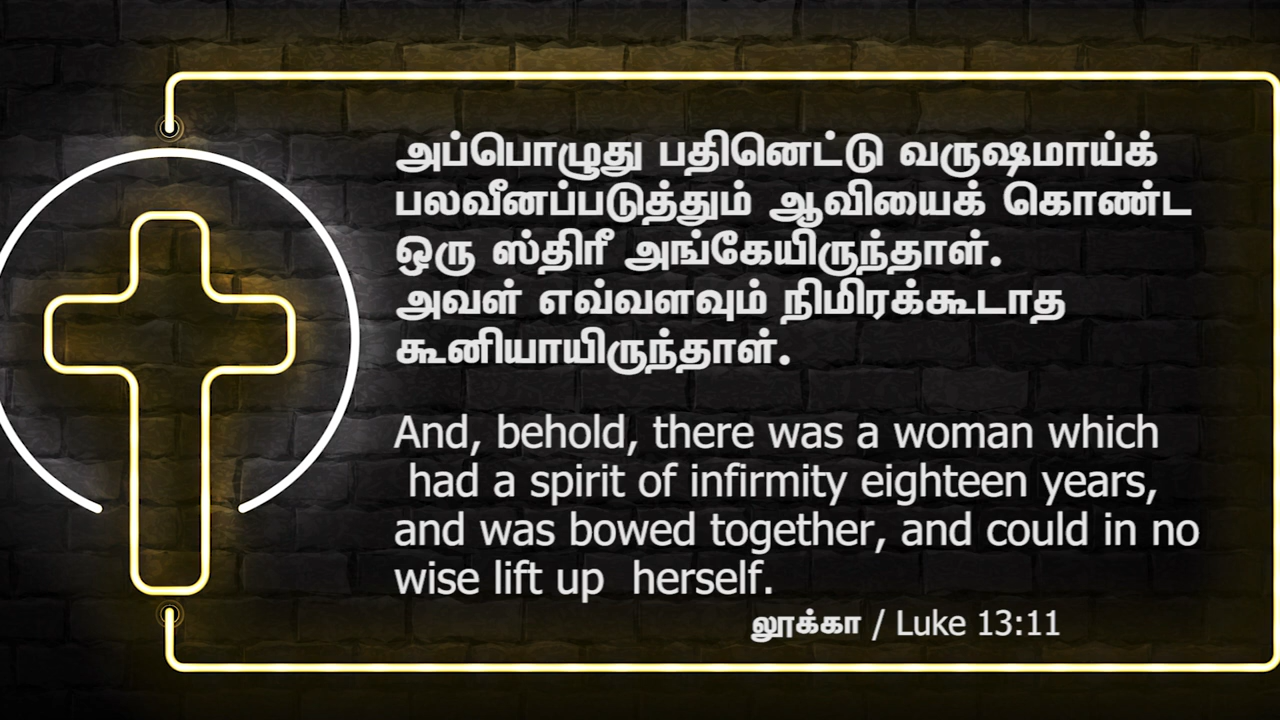 அப்பொழுது பதினெட்டு வருஷமாய்க்
பலவீனப்படுத்தும் ஆவியைக் கொண்ட
ஒரு ஸ்திரீ அங்கேயிருந்தாள்.
அவள் எவ்வளவும் நிமிரக்கூடாத
கூனியாயிருந்தாள்.
And, behold, there was a woman which
had a spirit of infirmity eighteen years,
and was bowed together, and could in no
wise lift up herself.
லூக்கா / Luke 13:11